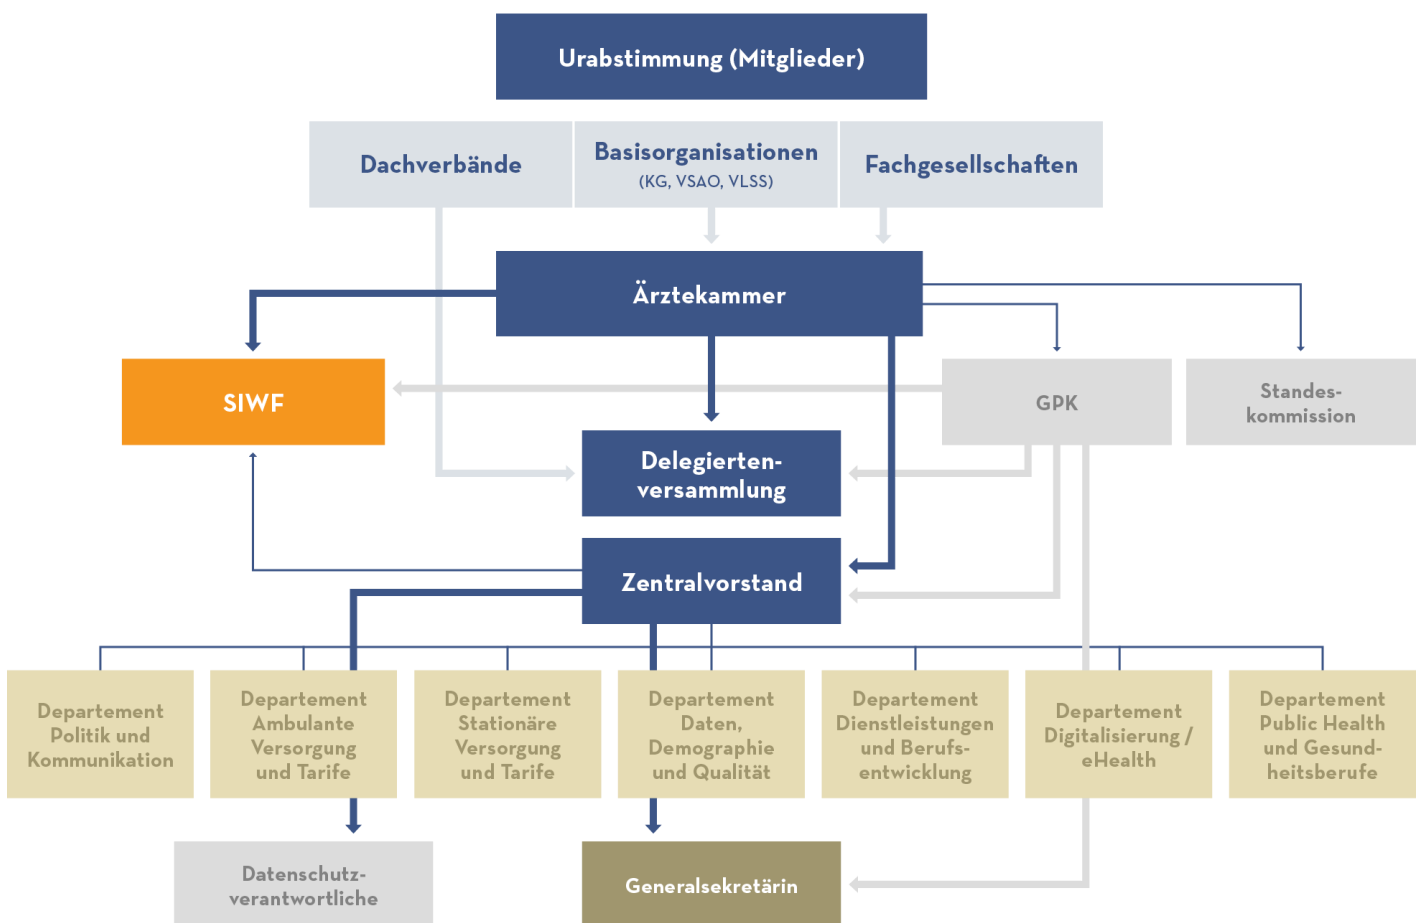 Urabstimmung (Mitglieder)
Dachverbände
Basisorganisationen
(KG, VSAO, VLSS)
Fachgesellschaften
Ärztekammer
SIWF
GPK
Standes-
kommission
Delegierten-
versammlung
Zentralvorstand
Departement
Politik und
Kommunikation
Departement
Ambulante
Versorgung
und Tarife
Departement
Stationäre
Versorgung
und Tarife
Departement
Daten,
Demographie
und Qualität
Departement
Dienstleistungen
und Berufs-
entwicklung
Departement
Digitalisierung /
eHealth
Departement
Public Health
und Gesund-
heitsberufe
Datenschutz-
verantwortliche
Generalsekretärin